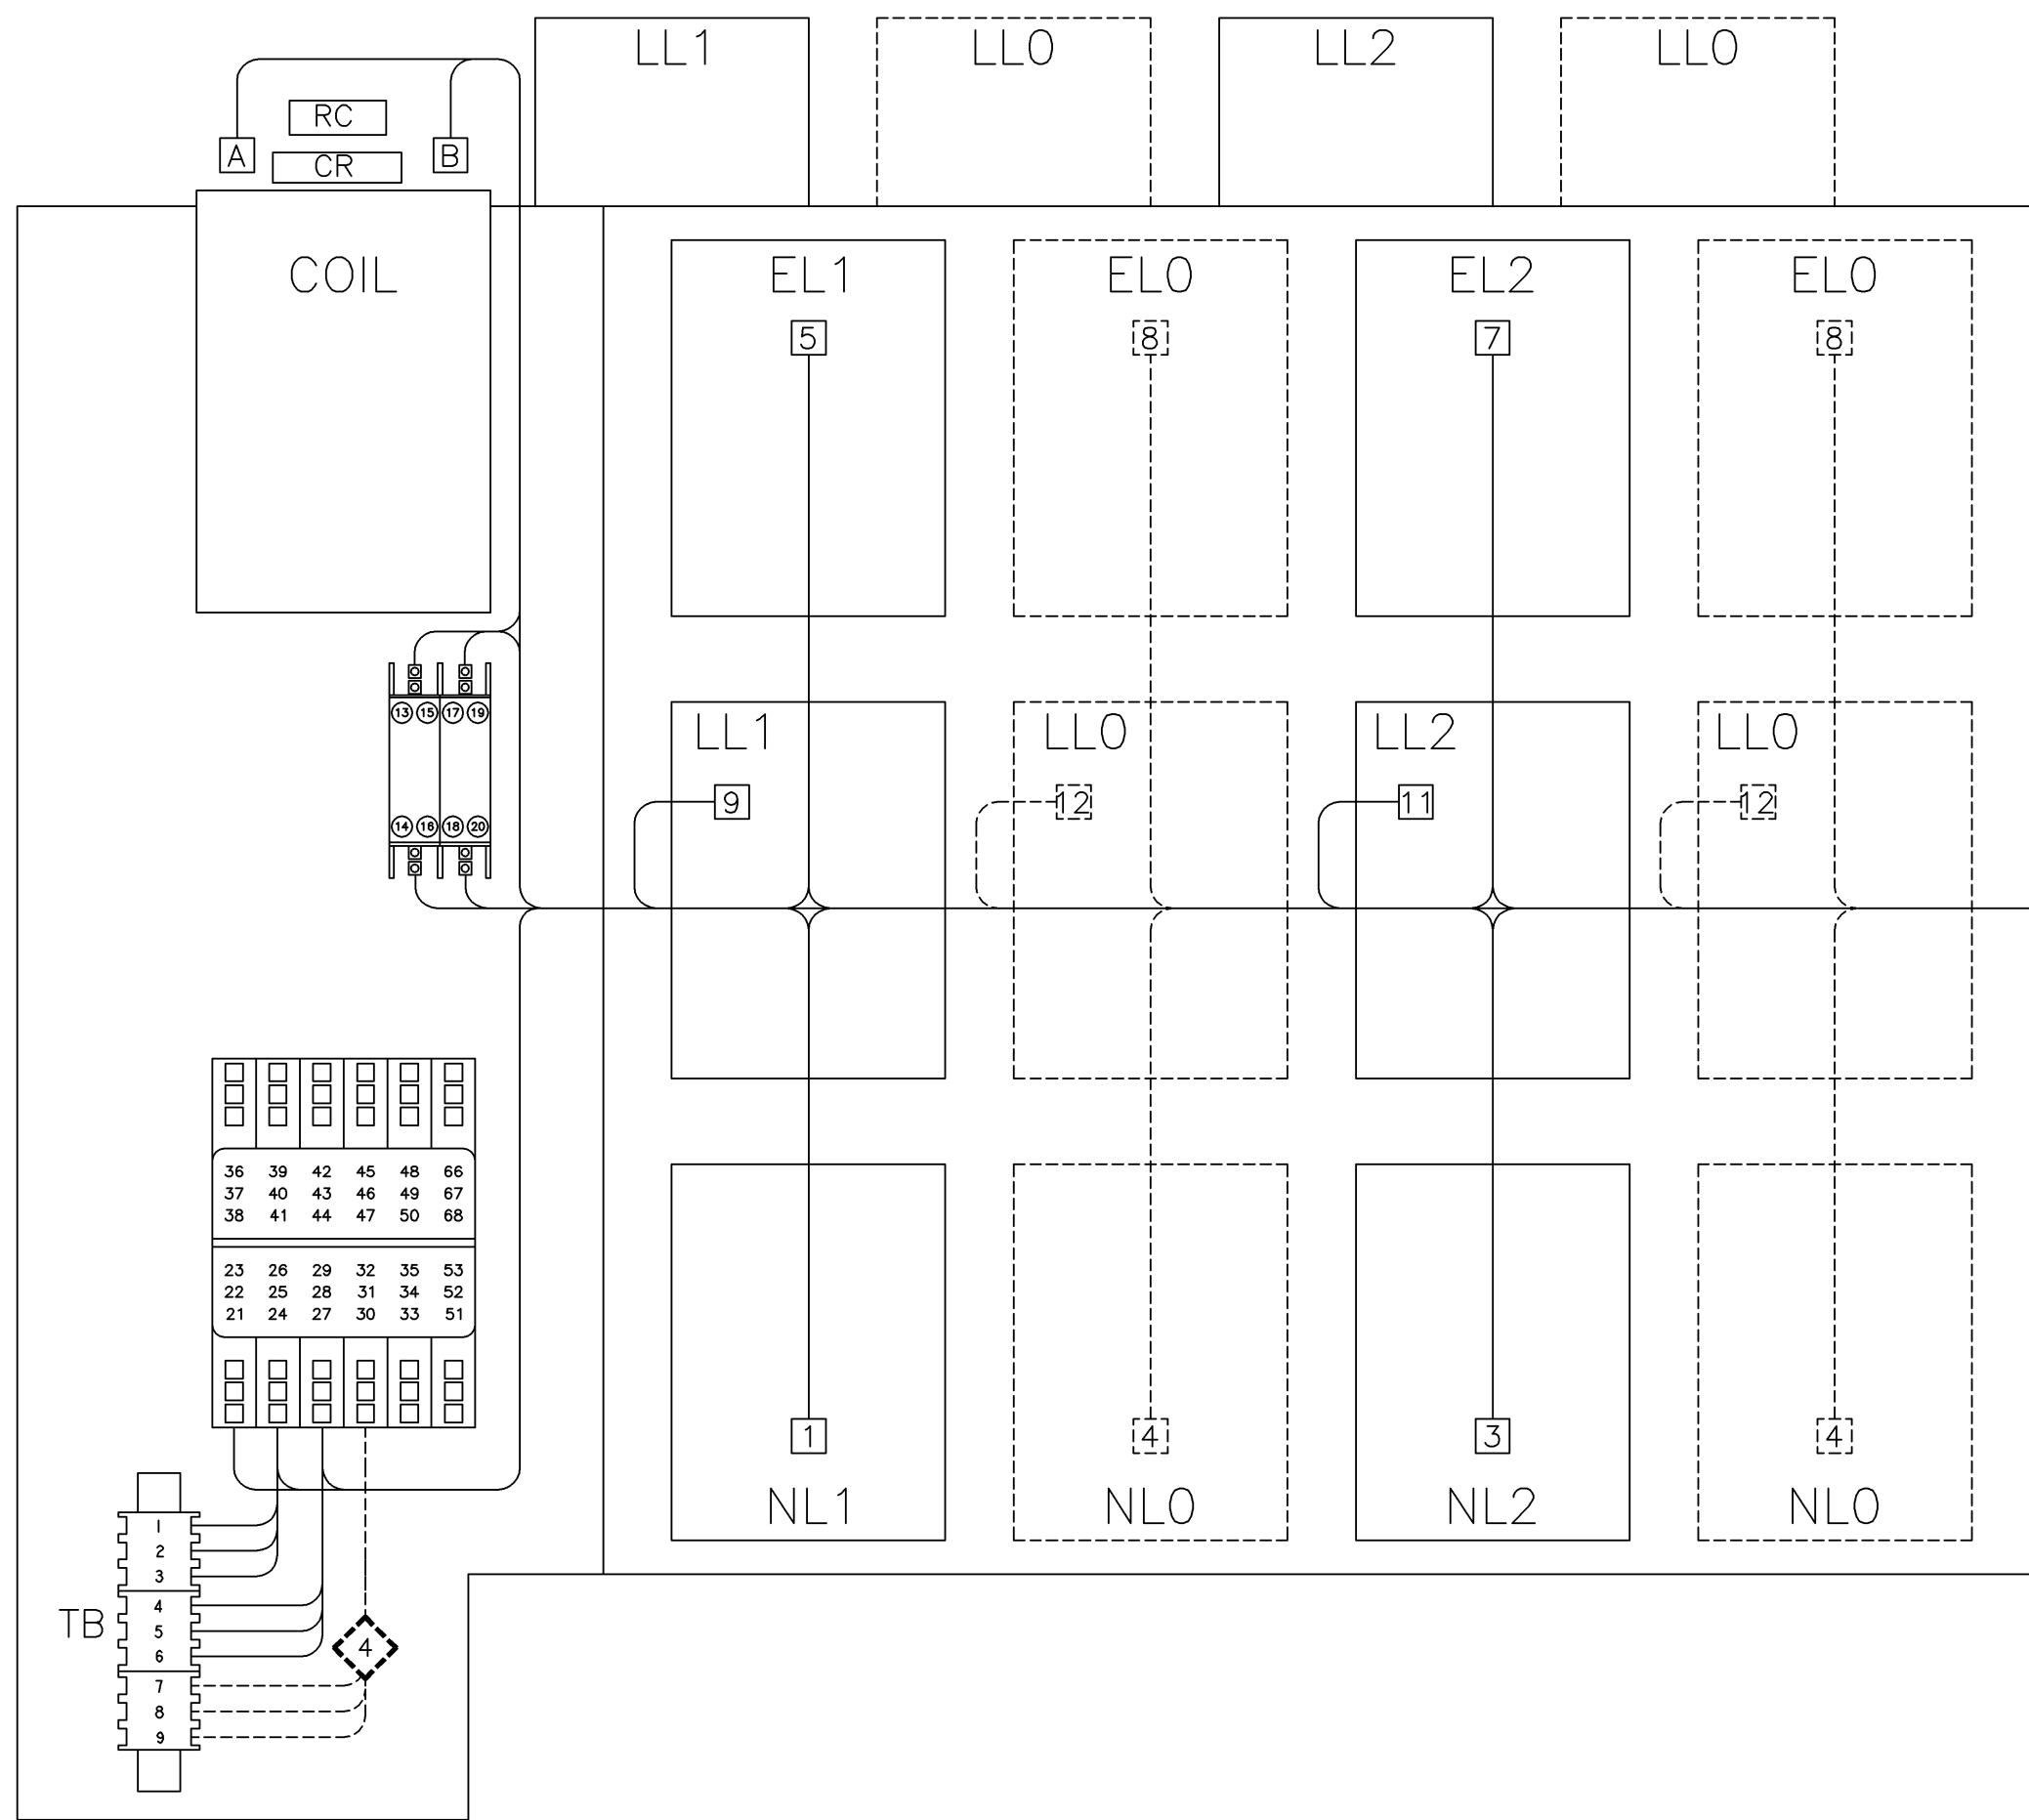 LL1 LL0 LL2 LL0
RC
A CR B
COIL EL1 EL0 EL2 EL0
5 8 7 8
13 15 17 19
LL1 LL0 LL2 LL0
9 12 11 12
14 16 18 20
36 39 42 45 48 66
37 40 43 46 49 67
38 41 44 47 50 68
23 26 29 32 35 53
22 25 28 31 34 52
21 24 27 30 33 51
1 4 3 4
NL1 NL0 NL2 NL0
1
2
3
4
TB
5
4
6
7
8
9